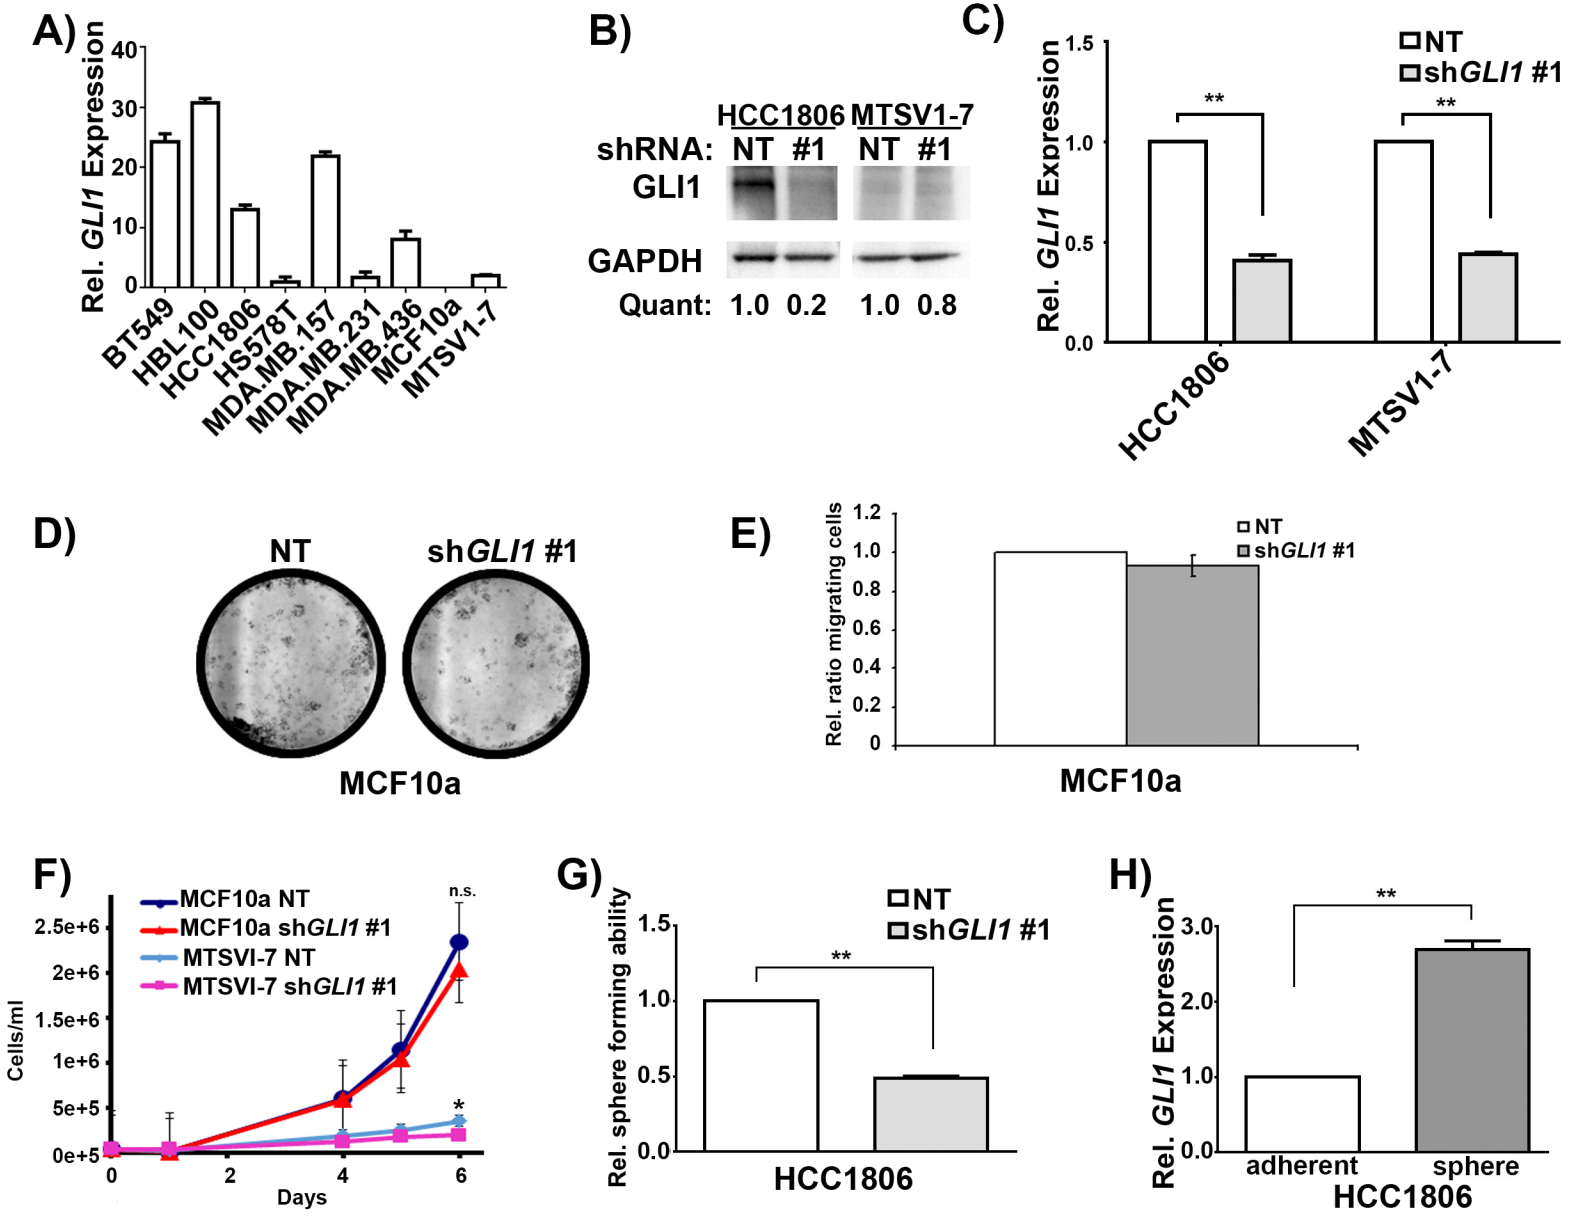 A)
Rel. GLI1 Expression
40
30
20
10
0
BT549
HBL100
HCC1806
HS578T
MDA.MB.157
MDA.MB.231
MDA.MB.436
MCF10a
MTSV1-7
B)
HCC1806 MTSV1-7
shRNA: NT #1 NT #1
GLI1
GAPDH
Quant: 1.0 0.2 1.0 0.8
C)
Rel. GLI1 Expression
1.5
1.0
0.5
0.0
NT
shGLI1 #1
**
**
HCC1806
MTSV1-7
D)
NT
shGLI1 #1
MCF10a
E)
Rel. ratio migrating cells
1.2
1.0
0.8
0.6
0.4
0.2
0
NT
shGLI1 #1
MCF10a
F)
Cells/ml
2.5e+6
2e+6
1.5e+6
1e+6
5e+5
0e+5
MCF10a NT
MCF10a shGLI1 #1
MTSVI-7 NT
MTSVI-7 shGLI1 #1
n.s.
*
0 2 4 6
Days
G)
Rel. sphere forming ability
1.5
1.0
0.5
0.0
NT
shGLI1 #1
**
HCC1806
H)
Rel. GLI1 Expression
3.0
2.0
1.0
0.0
**
adherent sphere
HCC1806